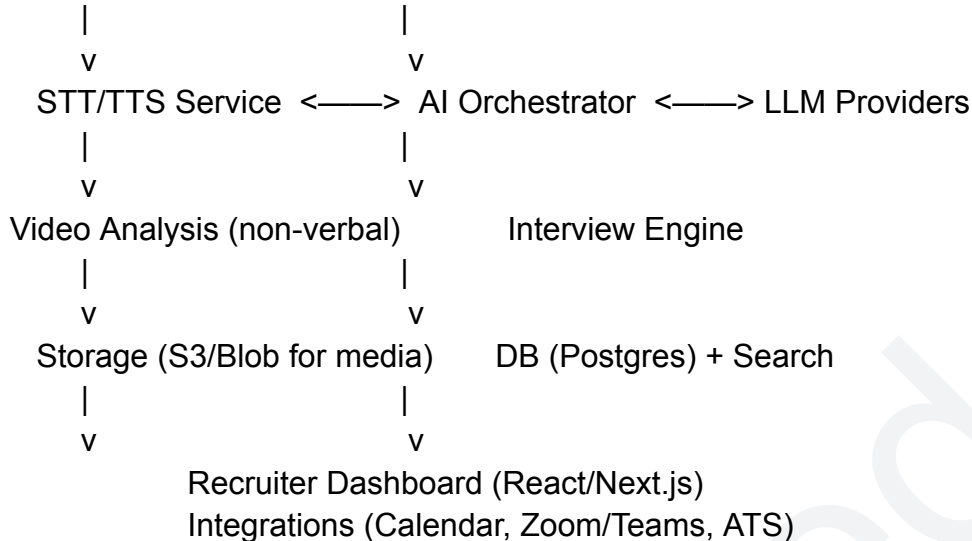 |                    |
v                    v
STT/TTS Service <——> AI Orchestrator <——> LLM Providers
|                    |
v                    v
Video Analysis (non-verbal)    Interview Engine
|                    |
v                    v
Storage (S3/Blob for media)    DB (Postgres) + Search
|                    |
v                    v
Recruiter Dashboard (React/Next.js)
Integrations (Calendar, Zoom/Teams, ATS)